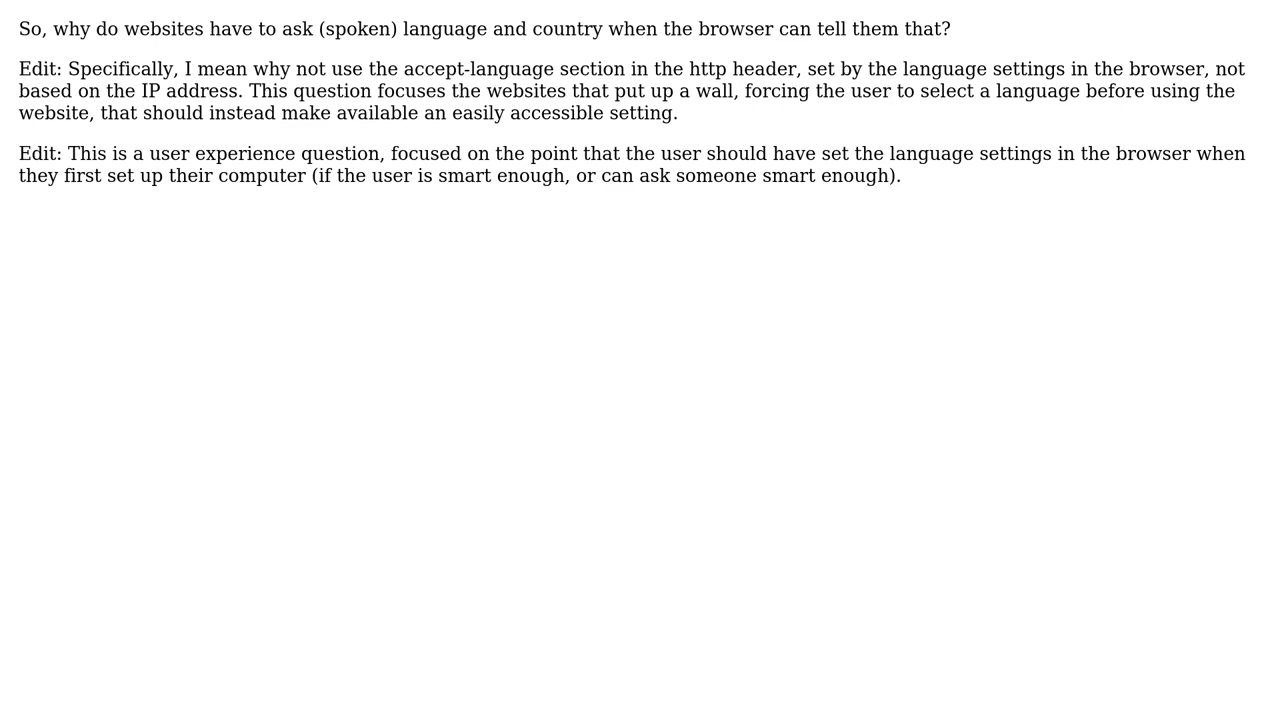 So, why do websites have to ask (spoken) language and country when the browser can tell them that?
Edit: Specifically, I mean why not use the accept-language section in the http header, set by the language settings in the browser, not
based on the IP address. This question focuses the websites that put up a wall, forcing the user to select a language before using the
website, that should instead make available an easily accessible setting.
Edit: This is a user experience question, focused on the point that the user should have set the language settings in the browser when
they first set up their computer (if the user is smart enough, or can ask someone smart enough).